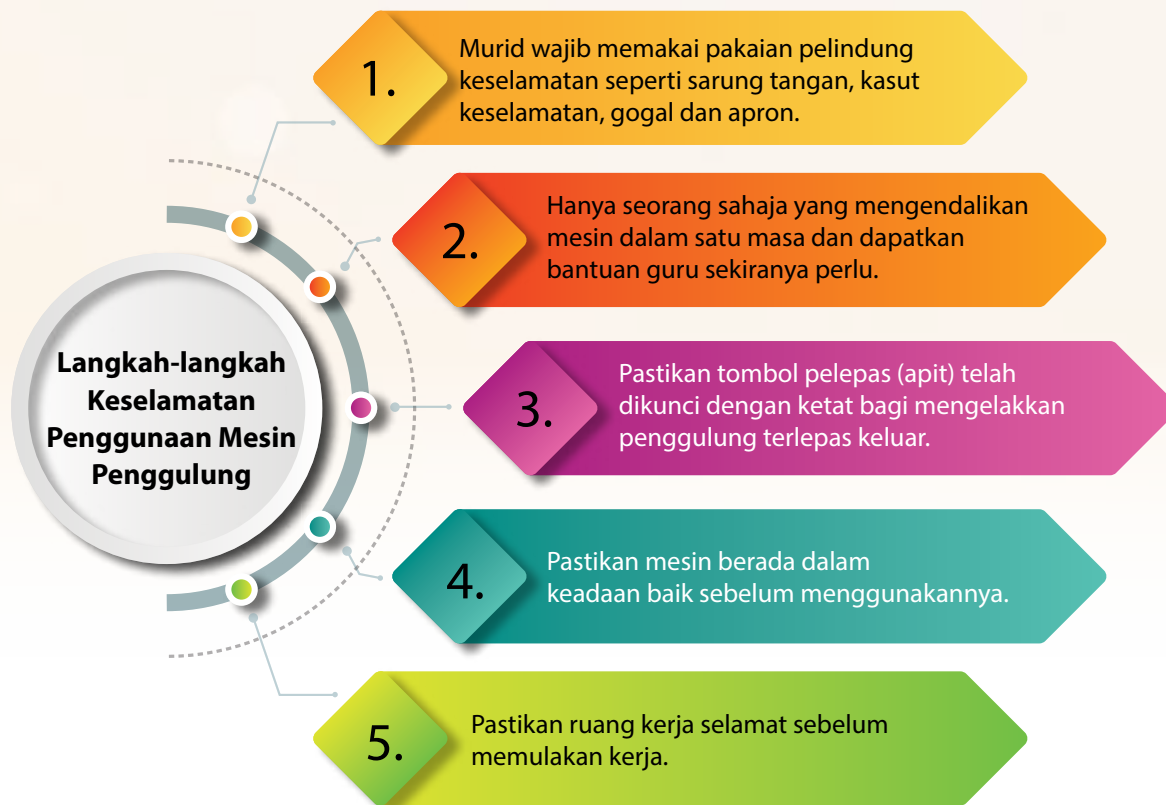 Langkah-langkah
Keselamatan
Penggunaan Mesin
Penggulung
1.
Murid wajib memakai pakaian pelindung
keselamatan seperti sarung tangan, kasut
keselamatan, gogal dan apron.
2.
Hanya seorang sahaja yang mengendalikan
mesin dalam satu masa dan dapatkan
bantuan guru sekiranya perlu.
3.
Pastikan tombol pelepas (apit) telah
dikunci dengan ketat bagi mengelakkan
penggulung terlepas keluar.
4.
Pastikan mesin berada dalam
keadaan baik sebelum menggunakannya.
5.
Pastikan ruang kerja selamat sebelum
memulakan kerja.